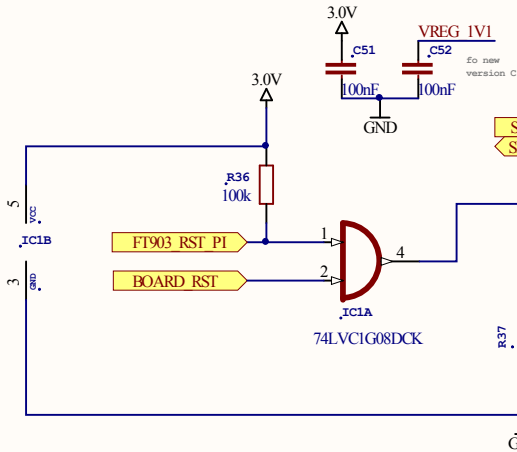 3.0V
VREG_1V1
C51
C52
100nF
100nF
fo new
version C
GND
3.0V
R36
100k
5
VCC
IC1B
3
GND
FT903_RST_PI
1
BOARD_RST
2
4
IC1A
74LVC1G08DCK
R37
S
S
G